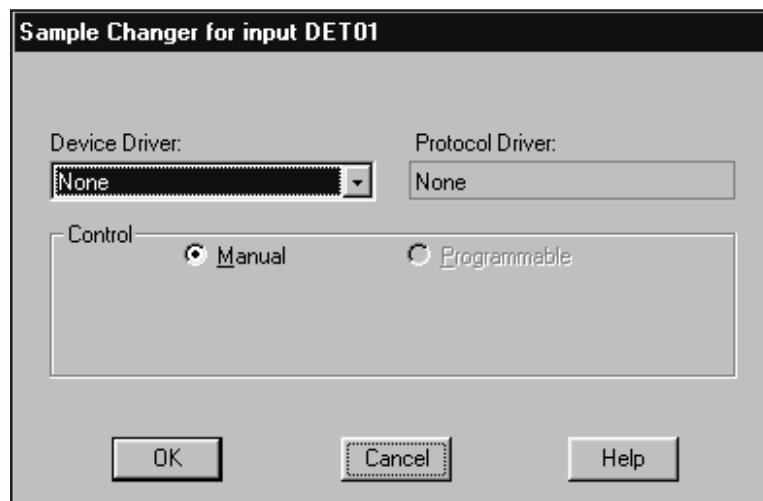 Sample Changer for input DET01
Device Driver:
Protocol Driver:
None
None
Control
Manual
Programmable
OK
Cancel
Help